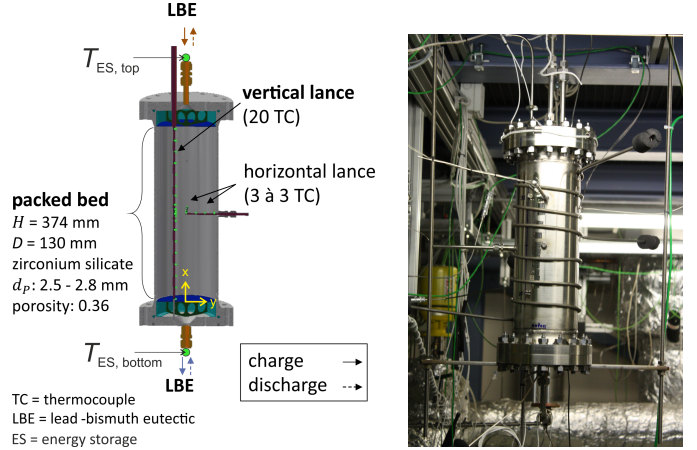 LBE
T ES, top
vertical lance
(20 TC)
horizontal lance
(3 à 3 TC)
packed bed
H = 374 mm
D = 130 mm
zirconium silicate
d_P: 2.5 - 2.8 mm
porosity: 0.36
x
y
T ES, bottom
LBE
charge
discharge
TC = thermocouple
LBE = lead -bismuth eutectic
ES = energy storage